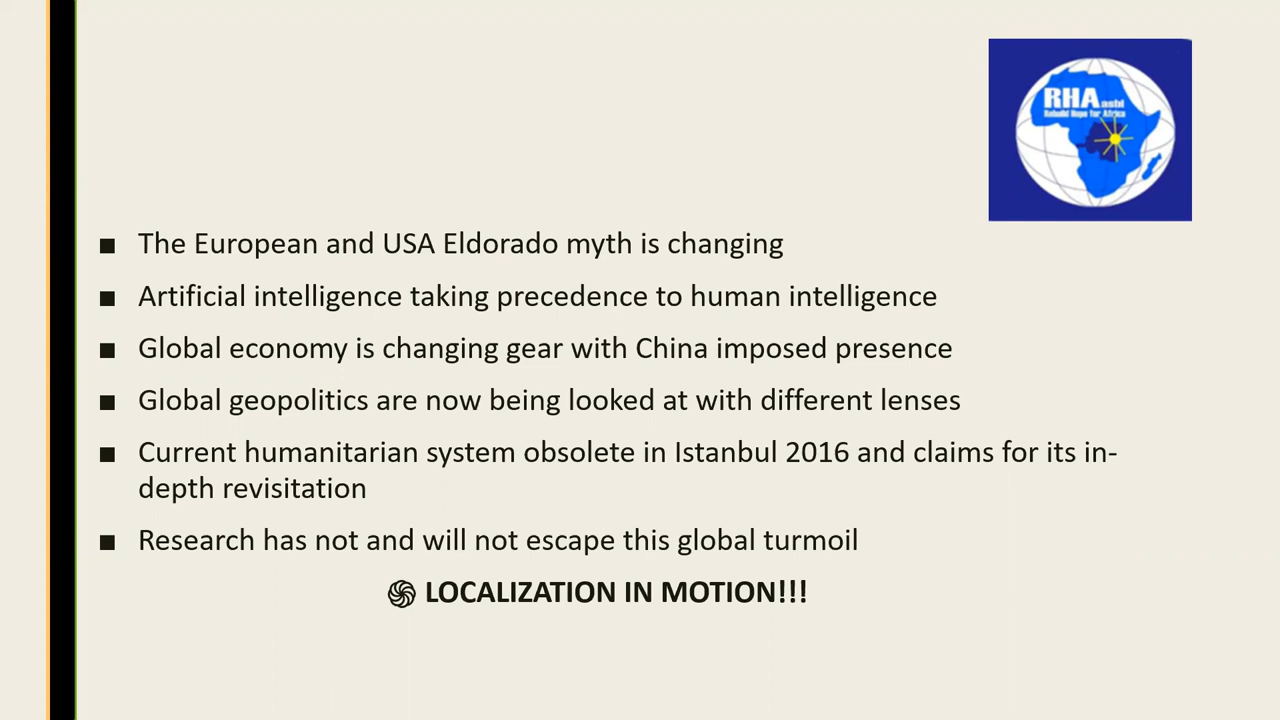 RHA asbl
Rebuild Hope for Africa
■ The European and USA Eldorado myth is changing
■ Artificial intelligence taking precedence to human intelligence
■ Global economy is changing gear with China imposed presence
■ Global geopolitics are now being looked at with different lenses
■ Current humanitarian system obsolete in Istanbul 2016 and claims for its in-
depth revisitation
■ Research has not and will not escape this global turmoil
LOCALIZATION IN MOTION!!!